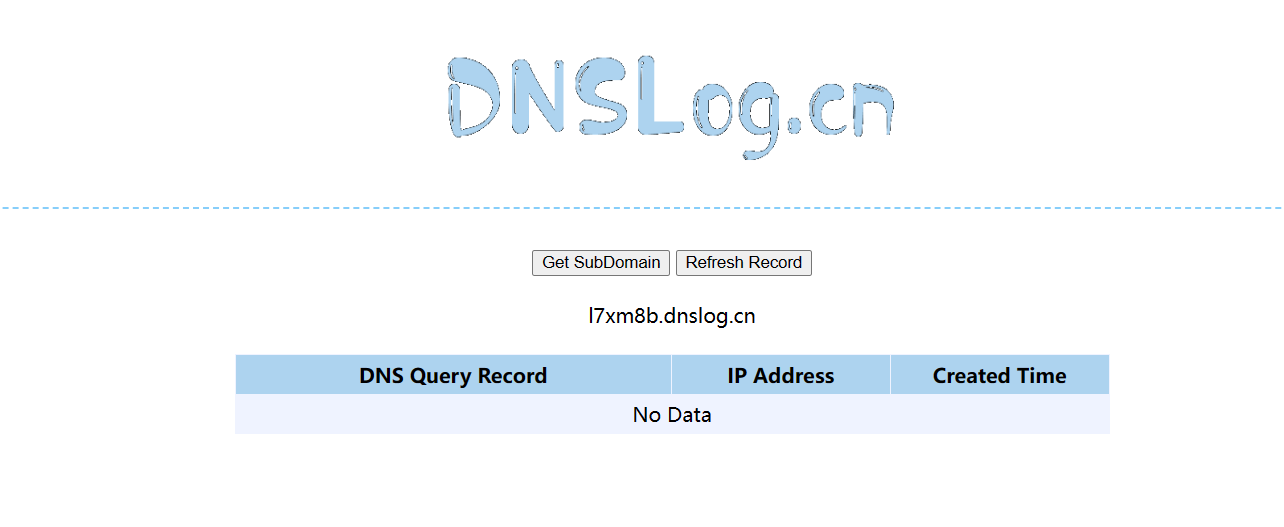 DNSLog.cn
Get SubDomain Refresh Record
l7xm8b.dnslog.cn
DNS Query Record IP Address Created Time
No Data